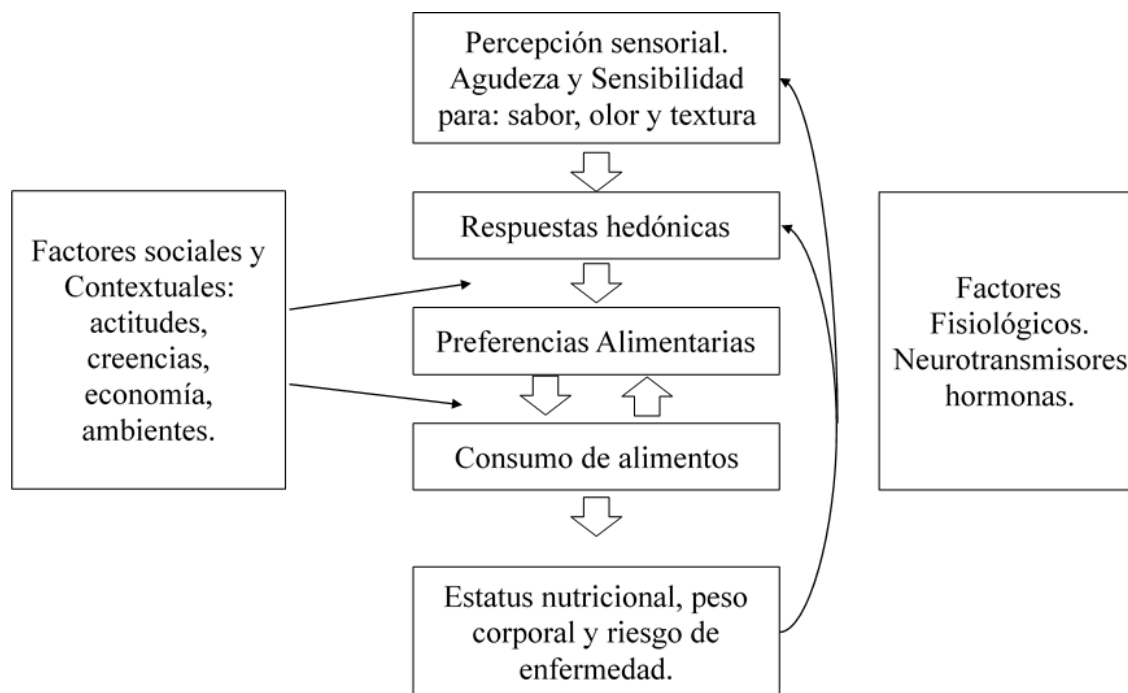 Percepción sensorial.
Agudeza y Sensibilidad
para: sabor, olor y textura
Respuestas hedónicas
Factores sociales y
Contextuales:
actitudes,
creencias,
economía,
ambientes.
Factores
Fisiológicos.
Neurotransmisores
hormonas.
Preferencias Alimentarias
Consumo de alimentos
Estatus nutricional, peso
corporal y riesgo de
enfermedad.